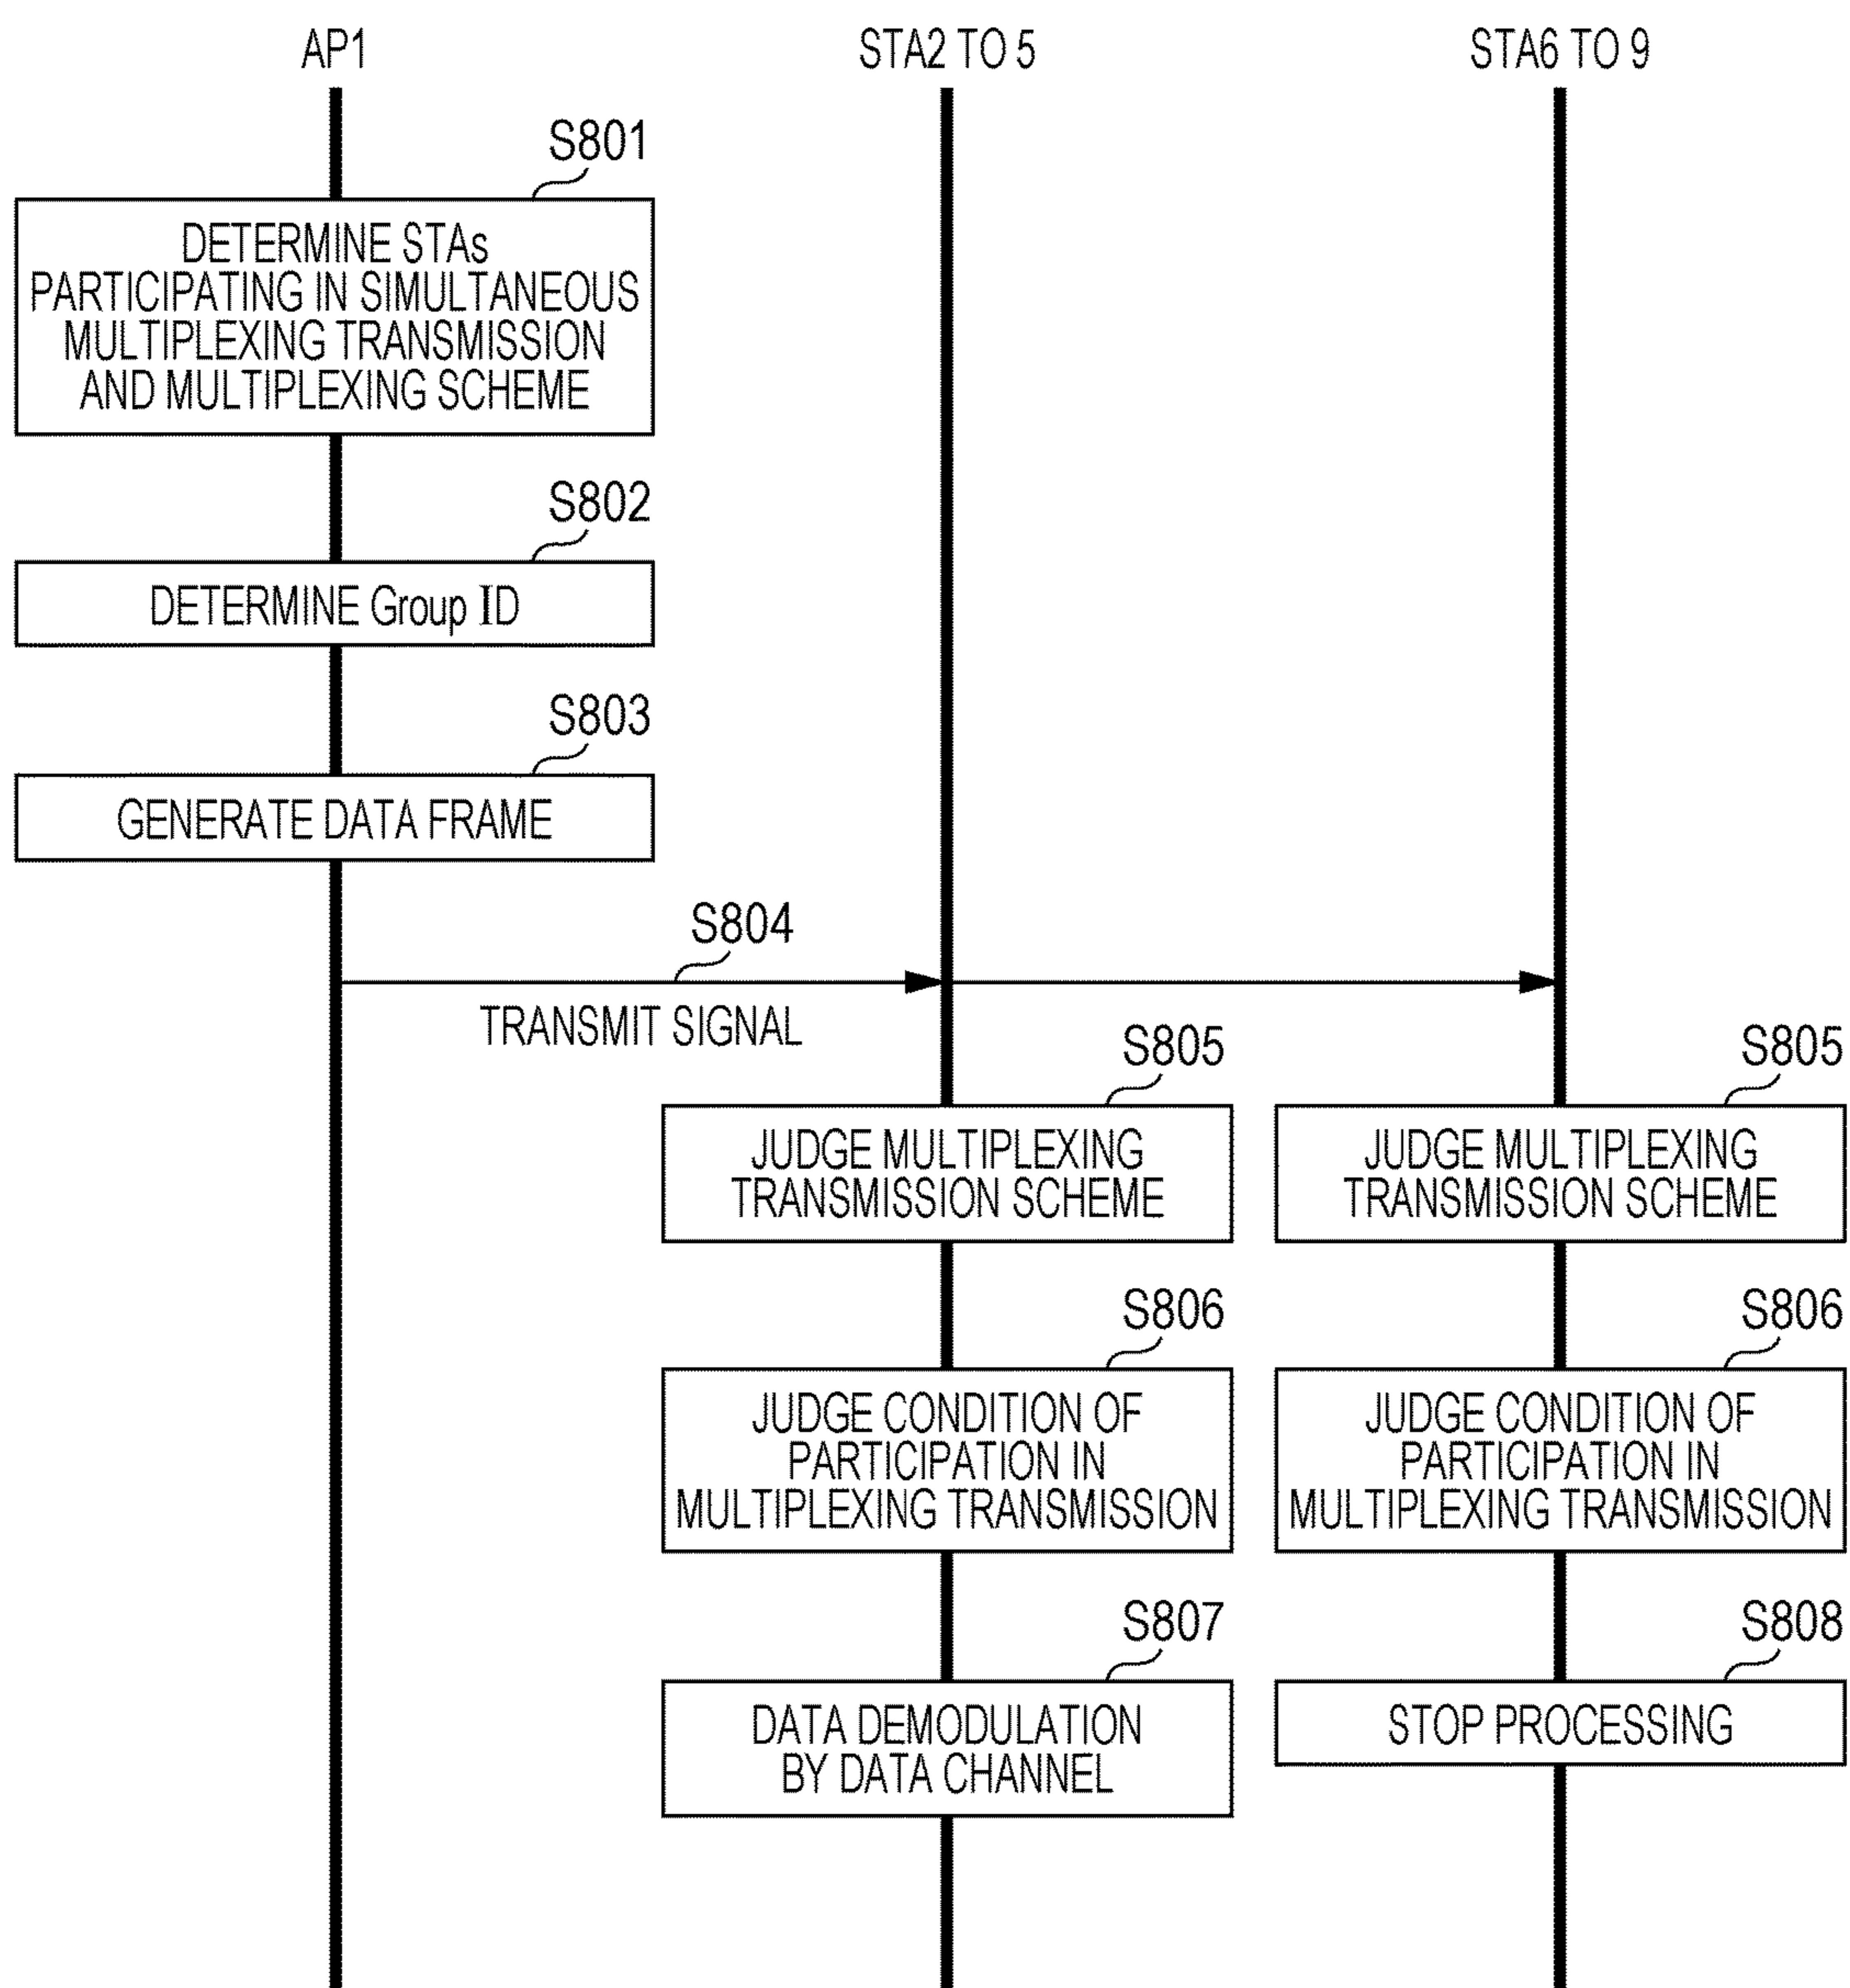 AP1
STA2 TO 5
STA6 TO 9
S801
DETERMINE STAs
PARTICIPATING IN SIMULTANEOUS
MULTIPLEXING TRANSMISSION
AND MULTIPLEXING SCHEME
S802
DETERMINE Group ID
S803
GENERATE DATA FRAME
S804
TRANSMIT SIGNAL
S805
JUDGE MULTIPLEXING
TRANSMISSION SCHEME
S805
JUDGE MULTIPLEXING
TRANSMISSION SCHEME
S806
JUDGE CONDITION OF
PARTICIPATION IN
MULTIPLEXING TRANSMISSION
S806
JUDGE CONDITION OF
PARTICIPATION IN
MULTIPLEXING TRANSMISSION
S807
DATA DEMODULATION
BY DATA CHANNEL
S808
STOP PROCESSING